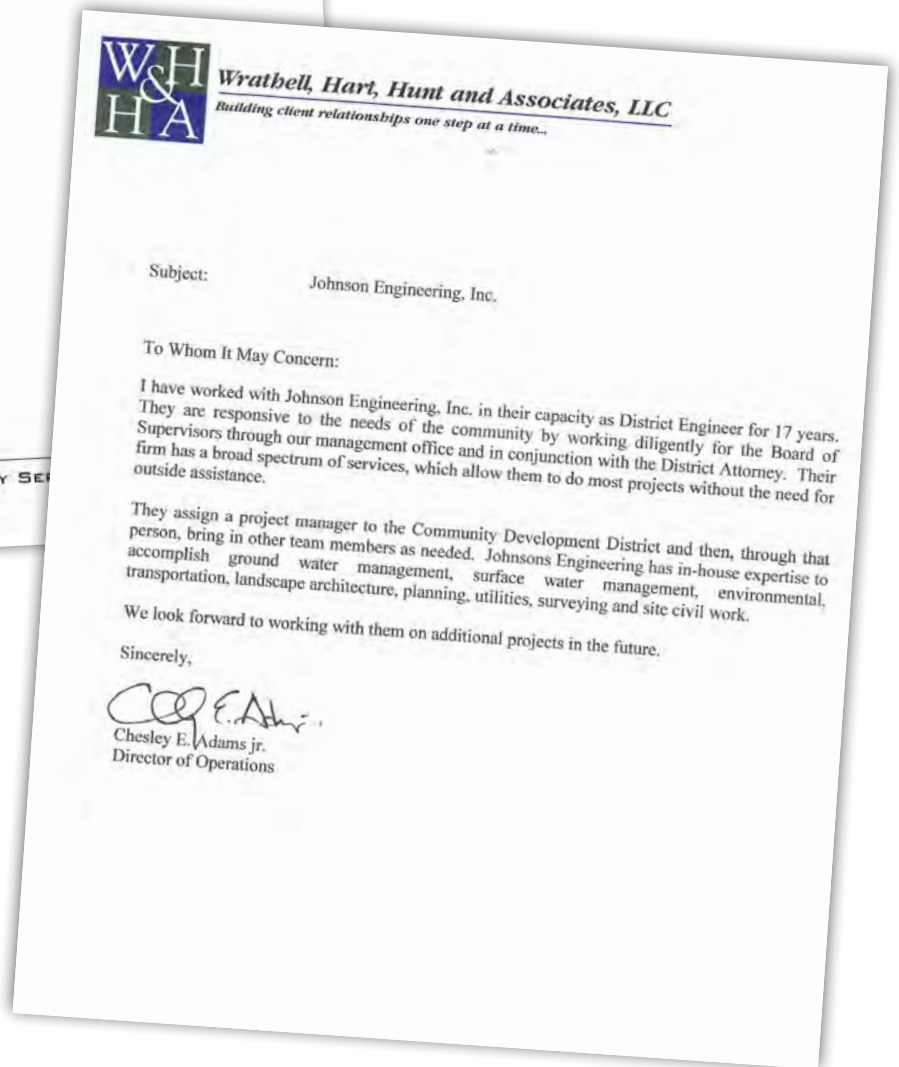 W H
&
H A
Wrathell, Hart, Hunt and Associates, LLC
Building client relationships one step at a time...
Subject: Johnson Engineering, Inc.
To Whom It May Concern:
I have worked with Johnson Engineering, Inc. in their capacity as District Engineer for 17 years.
They are responsive to the needs of the community by working diligently for the Board of
Supervisors through our management office and in conjunction with the District Attorney. Their
firm has a broad spectrum of services, which allow them to do most projects without the need for
outside assistance.
They assign a project manager to the Community Development District and then, through that
person, bring in other team members as needed. Johnsons Engineering has in-house expertise to
accomplish ground water management, surface water management, environmental,
transportation, landscape architecture, planning, utilities, surveying and site civil work.
We look forward to working with them on additional projects in the future.
Sincerely,
Chesley E. Adams jr.
Director of Operations
Y SE